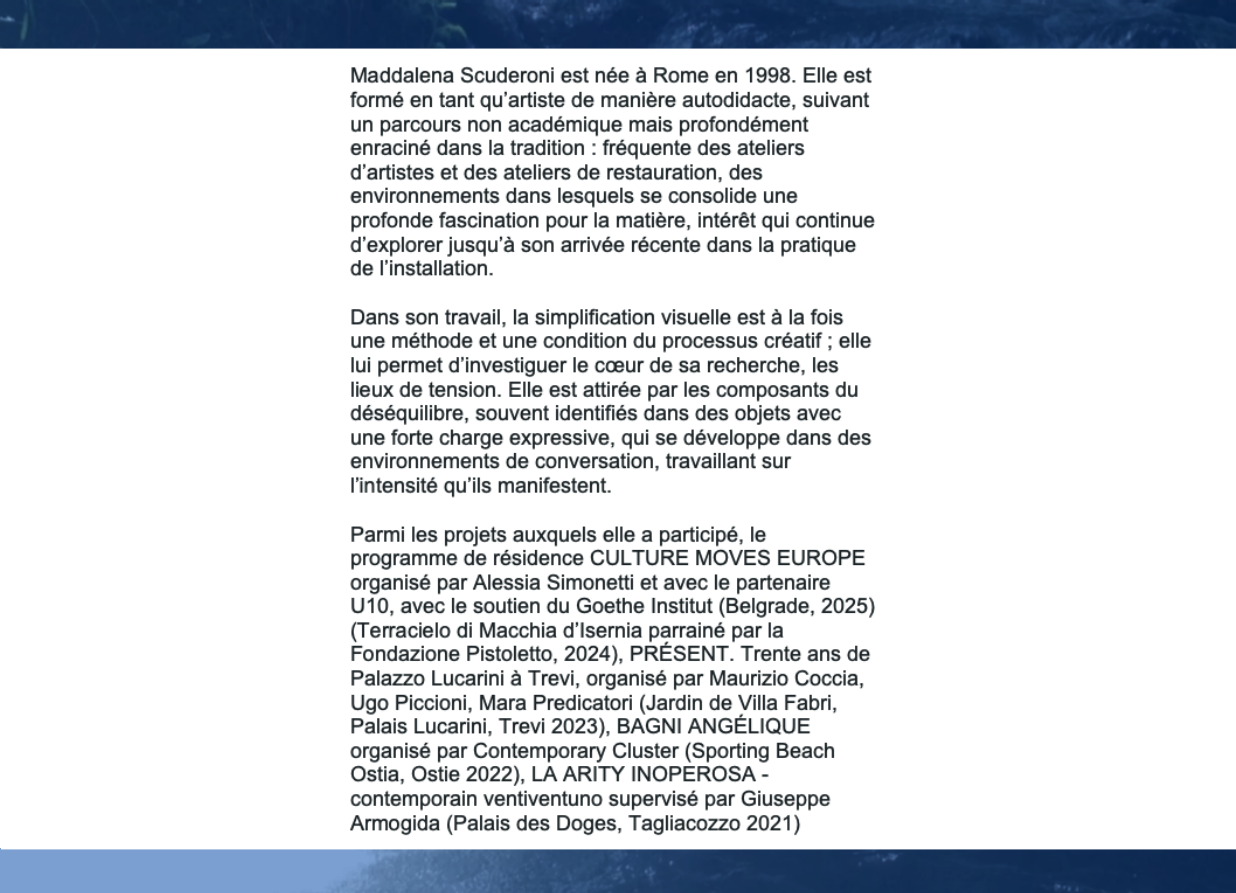 Maddalena Scuderoni est née à Rome en 1998. Elle est
formé en tant qu’artiste de manière autodidacte, suivant
un parcours non académique mais profondément
enraciné dans la tradition : fréquente des ateliers
d’artistes et des ateliers de restauration, des
environnements dans lesquels se consolide une
profonde fascination pour la matière, intérêt qui continue
d’explorer jusqu’à son arrivée récente dans la pratique
de l’installation.

Dans son travail, la simplification visuelle est à la fois
une méthode et une condition du processus créatif ; elle
lui permet d’investiguer le cœur de sa recherche, les
lieux de tension. Elle est attirée par les composants du
déséquilibre, souvent identifiés dans des objets avec
une forte charge expressive, qui se développe dans des
environnements de conversation, travaillant sur
l’intensité qu’ils manifestent.

Parmi les projets auxquels elle a participé, le
programme de résidence CULTURE MOVES EUROPE
organisé par Alessia Simonetti et avec le partenaire
U10, avec le soutien du Goethe Institut (Belgrade, 2025)
(Terracielo di Macchia d’Isernia parrainé par la
Fondazione Pistoletto, 2024), PRÉSENT. Trente ans de
Palazzo Lucarini à Trevi, organisé par Maurizio Coccia,
Ugo Piccioni, Mara Predicatori (Jardin de Villa Fabri,
Palais Lucarini, Trevi 2023), BAGNI ANGÉLIQUE
organisé par Contemporary Cluster (Sporting Beach
Ostia, Ostie 2022), LA ARITY INOPEROSA -
contemporain ventiventuno supervisé par Giuseppe
Armogida (Palais des Doges, Tagliacozzo 2021)